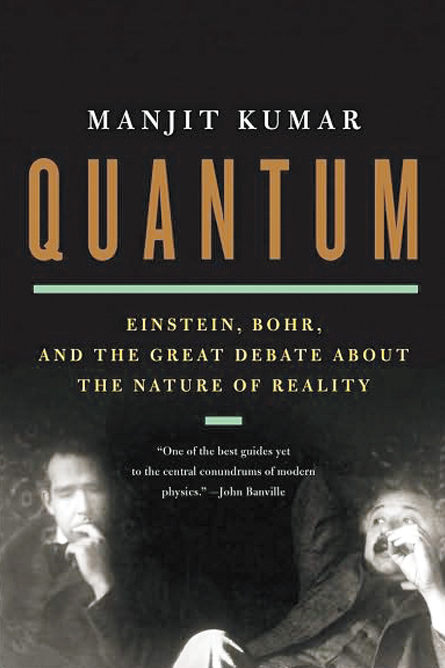 MANJIT KUMAR
QUANTUM
EINSTEIN, BOHR,
AND THE GREAT DEBATE ABOUT
THE NATURE OF REALITY
“One of the best guides yet
to the central conundrums of modern
physics.” —John Banville